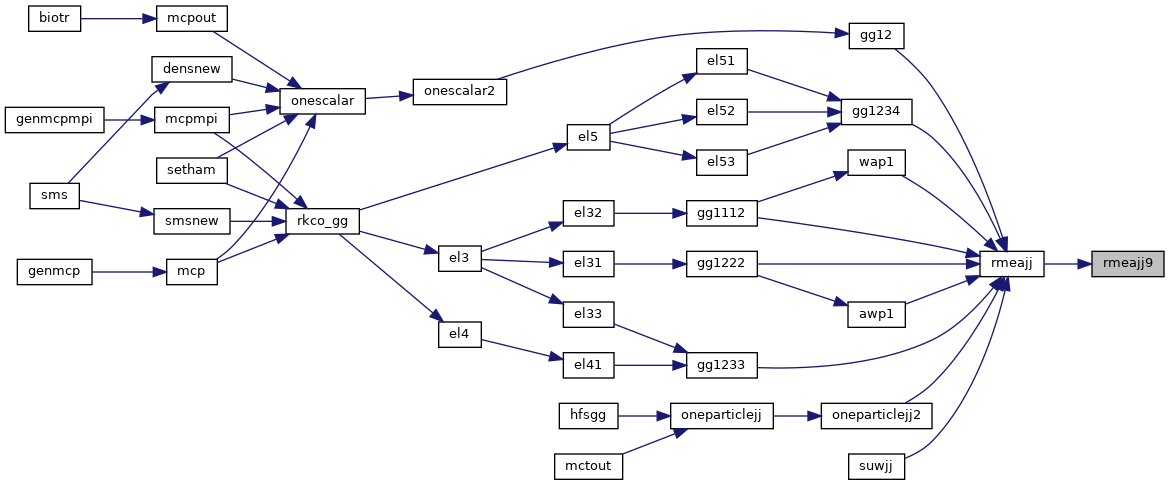 biotr
mcpout
densnew
genmcpmpi
mcpmpi
setham
sms
smsnew
genmcp
mcp
onescalar
rkco_gg
onescalar2
el5
el3
el4
el51
el52
el53
el32
el31
el33
el41
hfsgg
mctout
gg1112
gg1222
gg1233
oneparticlejj
gg12
gg1234
wap1
awp1
oneparticlejj2
suwjj
rmeajj
rmeajj9